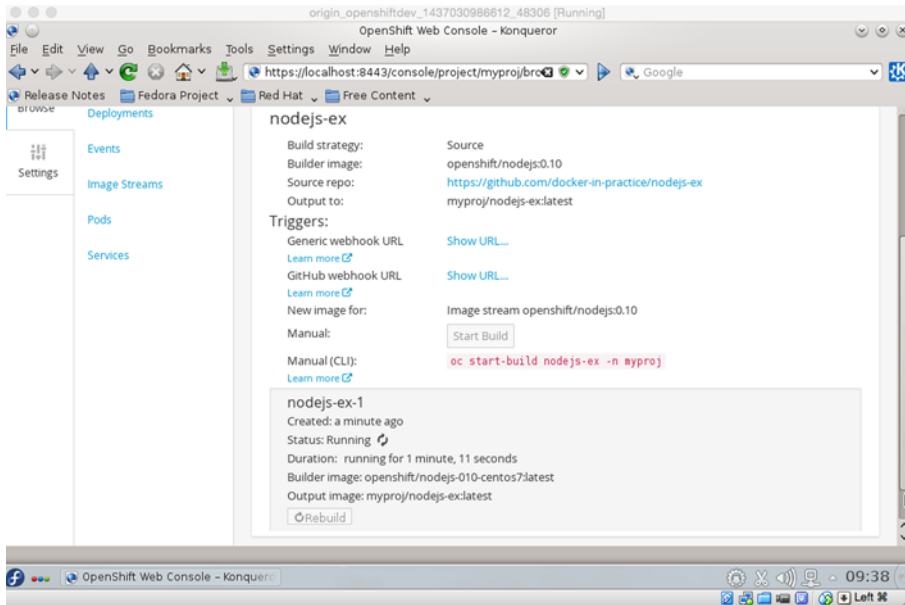 origin_openshiftdev_1437030986612_48306 [Running]
OpenShift Web Console – Konqueror
File Edit View Go Bookmarks Tools Settings Window Help
https://localhost:8443/console/project/myproj/bro
Google
Release Notes Fedora Project Red Hat Free Content
Browse
Settings
Deployments
Events
Image Streams
Pods
Services
nodejs-ex
Build strategy: Source
Builder image: openshift/nodejs:0.10
Source repo: https://github.com/docker-in-practice/nodejs-ex
Output to: myproj/nodejs-ex:latest
Triggers:
Generic webhook URL Show URL...
Learn more
GitHub webhook URL Show URL...
Learn more
New image for: Image stream openshift/nodejs:0.10
Manual: Start Build
Manual (CLI): oc start-build nodejs-ex -n myproj
Learn more
nodejs-ex-1
Created: a minute ago
Status: Running
Duration: running for 1 minute, 11 seconds
Builder image: openshift/nodejs-010-centos7:latest
Output image: myproj/nodejs-ex:latest
Rebuild
OpenShift Web Console – Konquero
09:38
Left ⌘